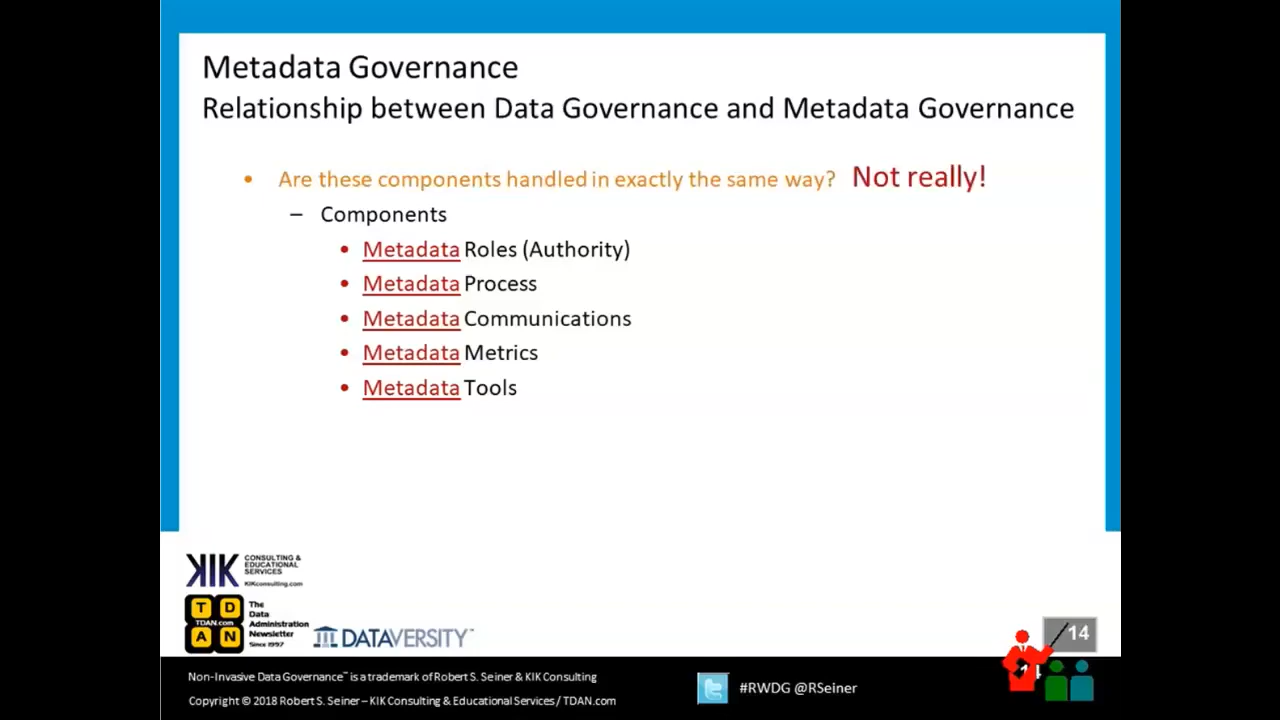 Metadata Governance
Relationship between Data Governance and Metadata Governance
• Are these components handled in exactly the same way? Not really!
– Components
• Metadata Roles (Authority)
• Metadata Process
• Metadata Communications
• Metadata Metrics
• Metadata Tools
KIK CONSULTING & EDUCATIONAL SERVICES
KIKconsulting.com
TDAN.com
The
Data
Administration
Newsletter
Since 1997
DATAVERSITY™
14
Non-Invasive Data Governance™ is a trademark of Robert S. Seiner & KIK Consulting
Copyright © 2018 Robert S. Seiner – KIK Consulting & Educational Services / TDAN.com
#RWDG @RSeiner